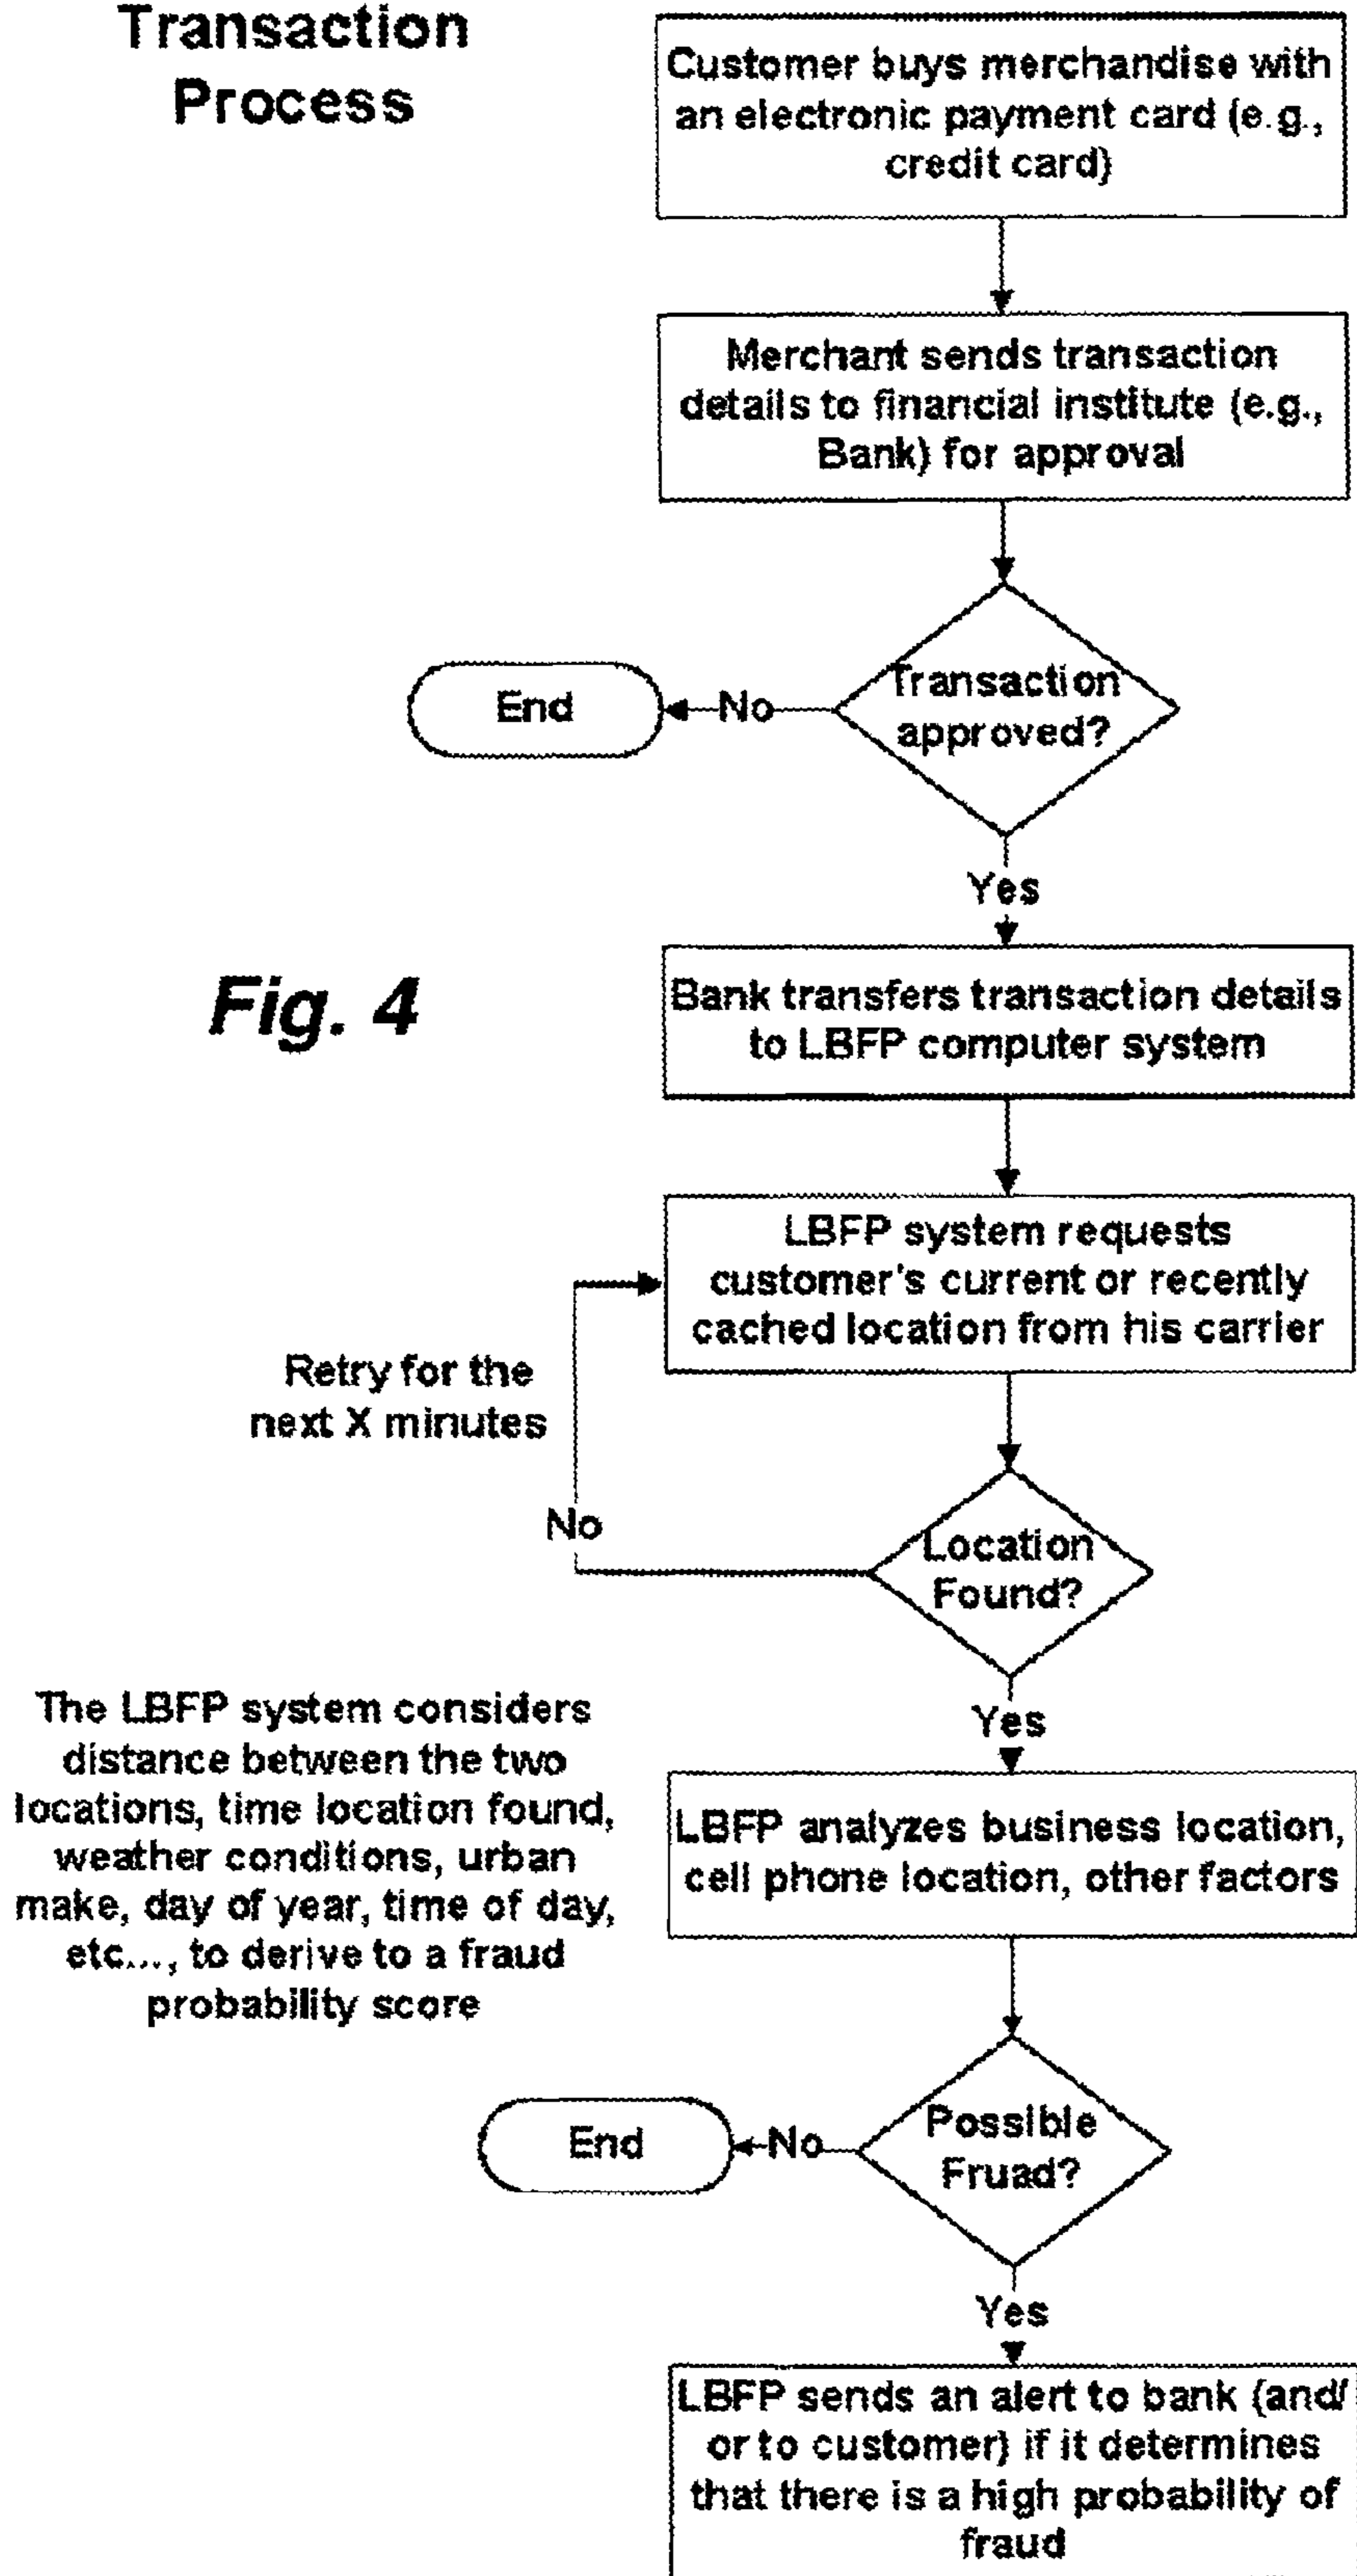 Transaction
Process
Customer buys merchandise with
an electronic payment card (e.g.,
credit card)
Merchant sends transaction
details to financial institute (e.g.,
Bank) for approval
Transaction
approved?
No
End
Yes
Fig. 4
Bank transfers transaction details
to LBFP computer system
LBFP system requests
customer's current or recently
cached location from his carrier
Retry for the
next X minutes
No
Location
Found?
Yes
The LBFP system considers
distance between the two
locations, time location found,
weather conditions, urban
make, day of year, time of day,
etc..., to derive to a fraud
probability score
LBFP analyzes business location,
cell phone location, other factors
Possible
Fruad?
No
End
Yes
LBFP sends an alert to bank (and/
or to customer) if it determines
that there is a high probability of
fraud